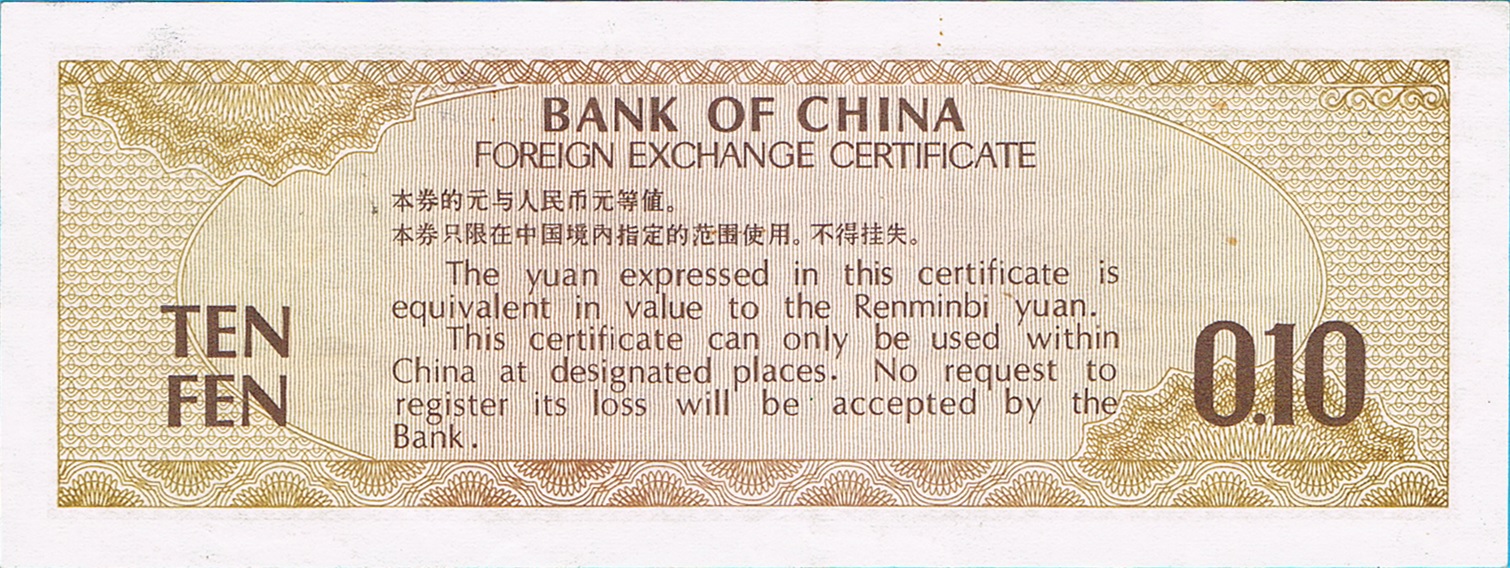 BANK OF CHINA
FOREIGN EXCHANGE CERTIFICATE
本券的元与人民币元等值。
本券只限在中国境内指定的范围使用。不得挂失。
The yuan expressed in this certificate is
equivalent in value to the Renminbi yuan.
This certificate can only be used within
China at designated places. No request to
register its loss will be accepted by the
Bank.
TEN
FEN
0.10